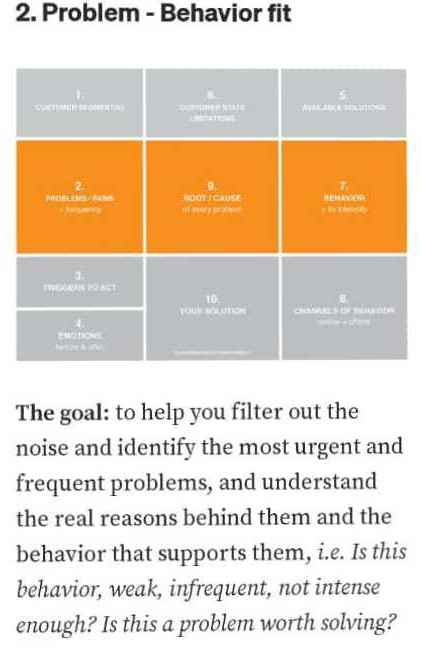 2. Problem - Behavior fit
1.
CUSTOMER SEGMENT(S)
6.
CUSTOMER STATE
LIMITATIONS
5.
AVAILABLE SOLUTIONS
2.
PROBLEMS / PAINS
+ frequency
9.
ROOT / CAUSE
of every problem
7.
BEHAVIOR
+ its intensity
3.
TRIGGERS TO ACT
4.
EMOTIONS
before & after
10.
YOUR SOLUTION
8.
CHANNELS OF BEHAVIOR
online + offline
The goal: to help you filter out the
noise and identify the most urgent and
frequent problems, and understand
the real reasons behind them and the
behavior that supports them, i.e. Is this
behavior, weak, infrequent, not intense
enough? Is this a problem worth solving?